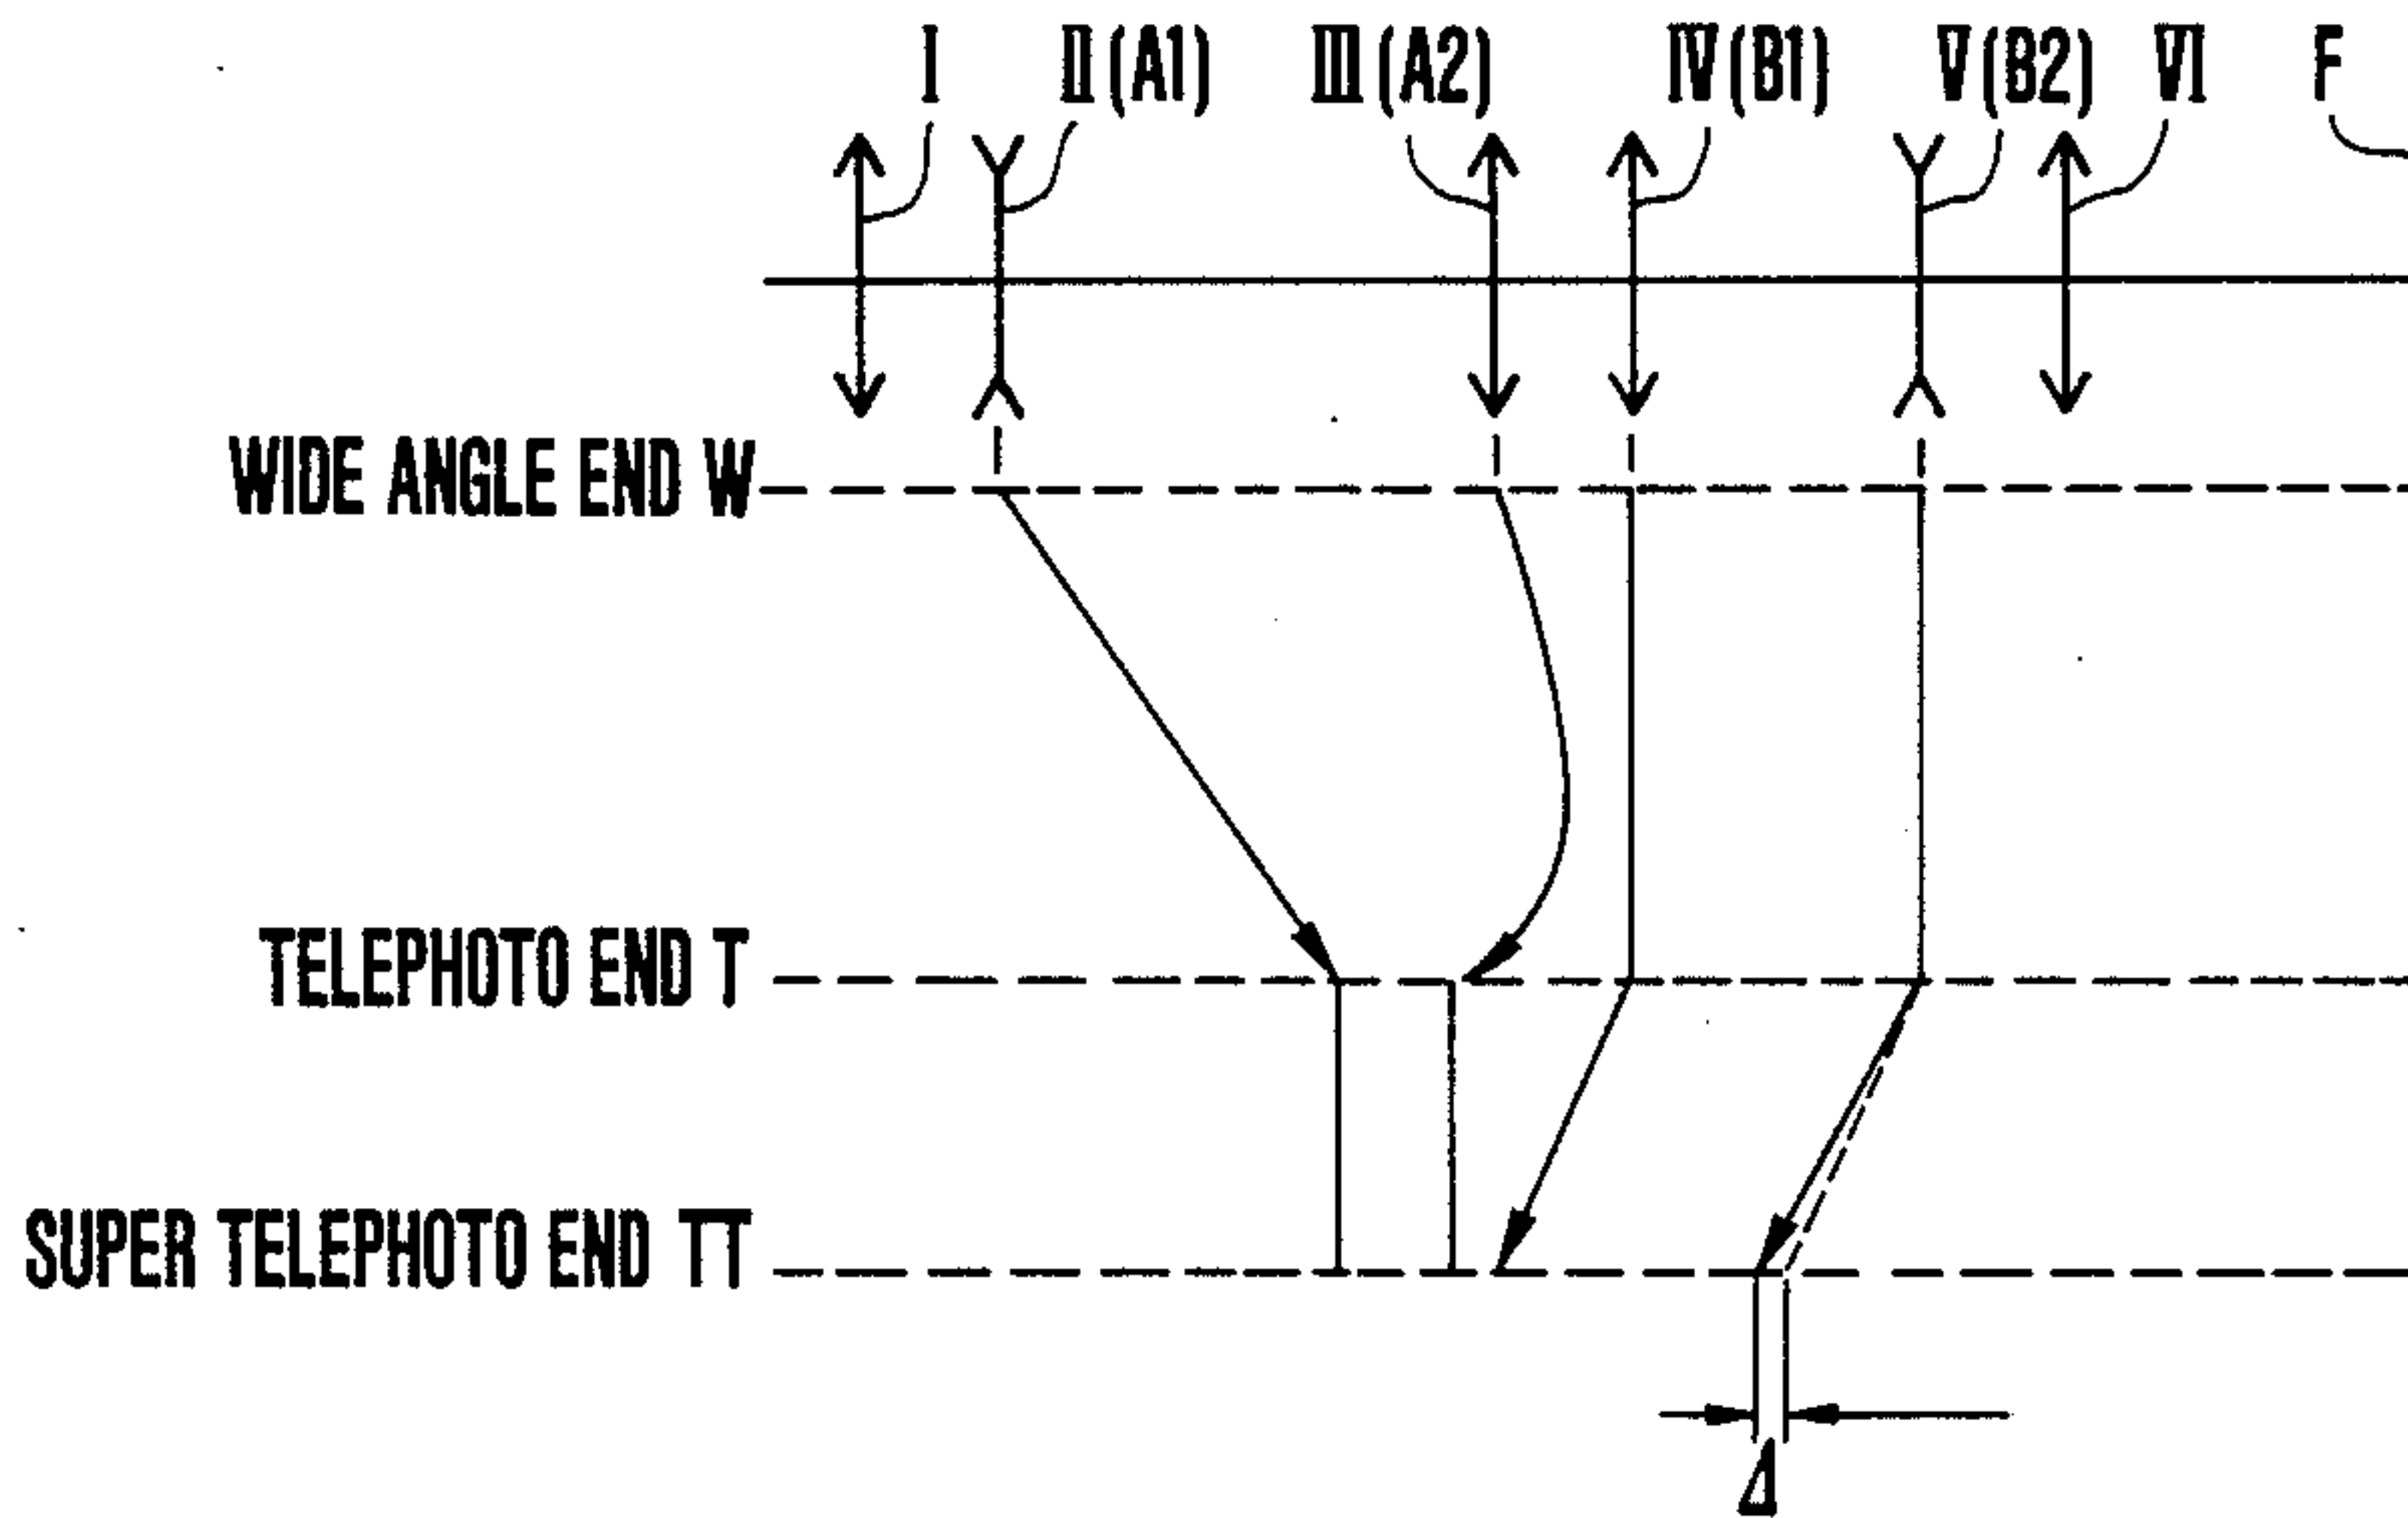 I II(A1) III(A2) IV(B1) V(B2) VI F
WIDE ANGLE END W
TELEPHOTO END T
SUPER TELEPHOTO END TT
Δ